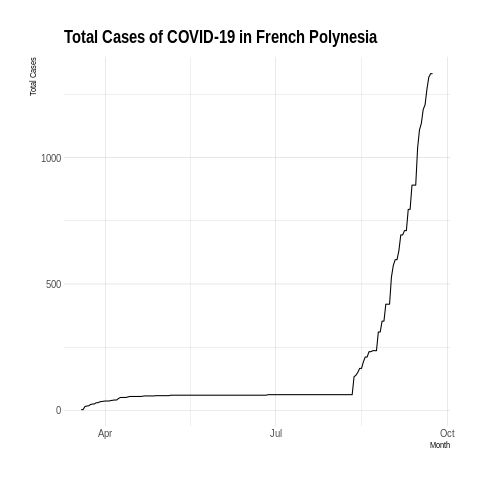 Total Cases of COVID-19 in French Polynesia
Total Cases
1000
500
0
Apr
Jul
Oct
Month